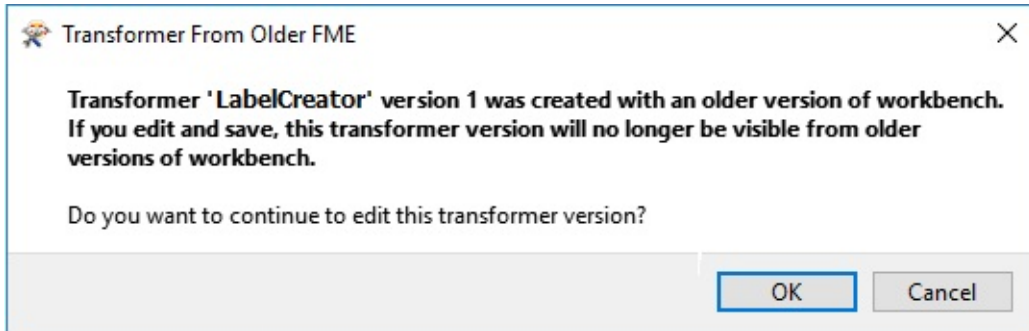 Transformer From Older FME
Transformer 'LabelCreator' version 1 was created with an older version of workbench.
If you edit and save, this transformer version will no longer be visible from older
versions of workbench.
Do you want to continue to edit this transformer version?
OK Cancel